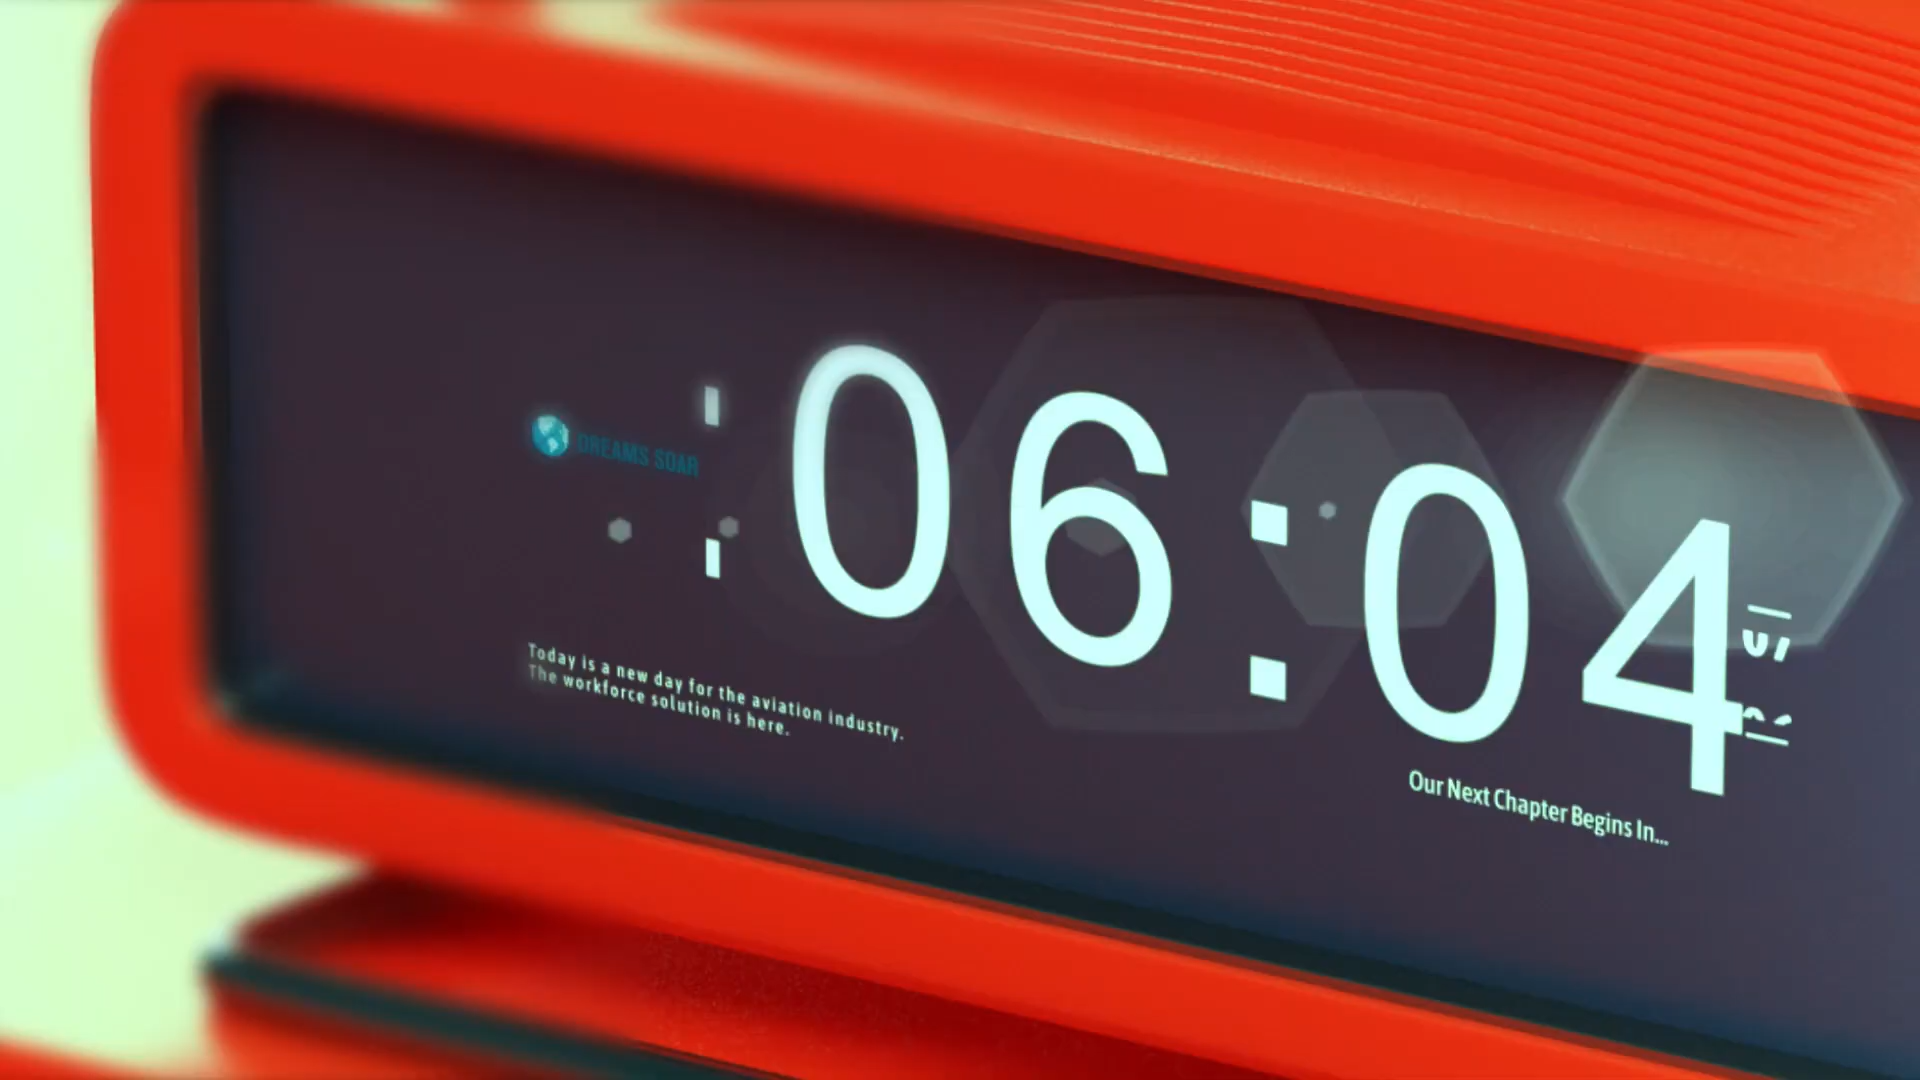 DREAMS SOAR
:06:04
Today is a new day for the aviation industry.
The workforce solution is here.
Our Next Chapter Begins In...